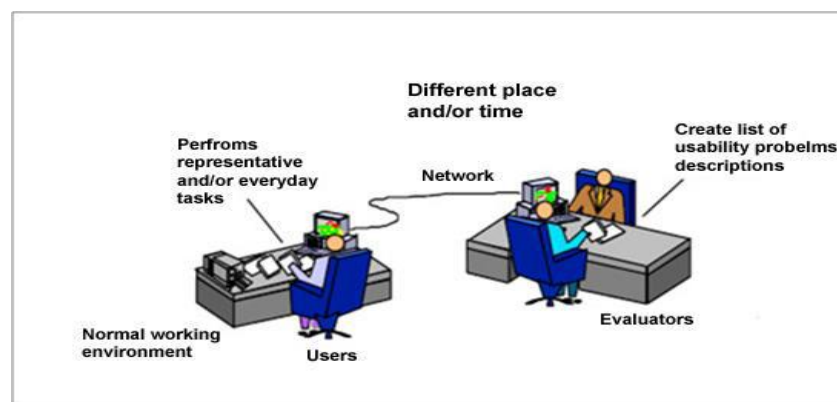 Different place
and/or time
Perfroms
representative
and/or everyday
tasks
Network
Create list of
usability probelms
descriptions
Normal working
environment
Users
Evaluators